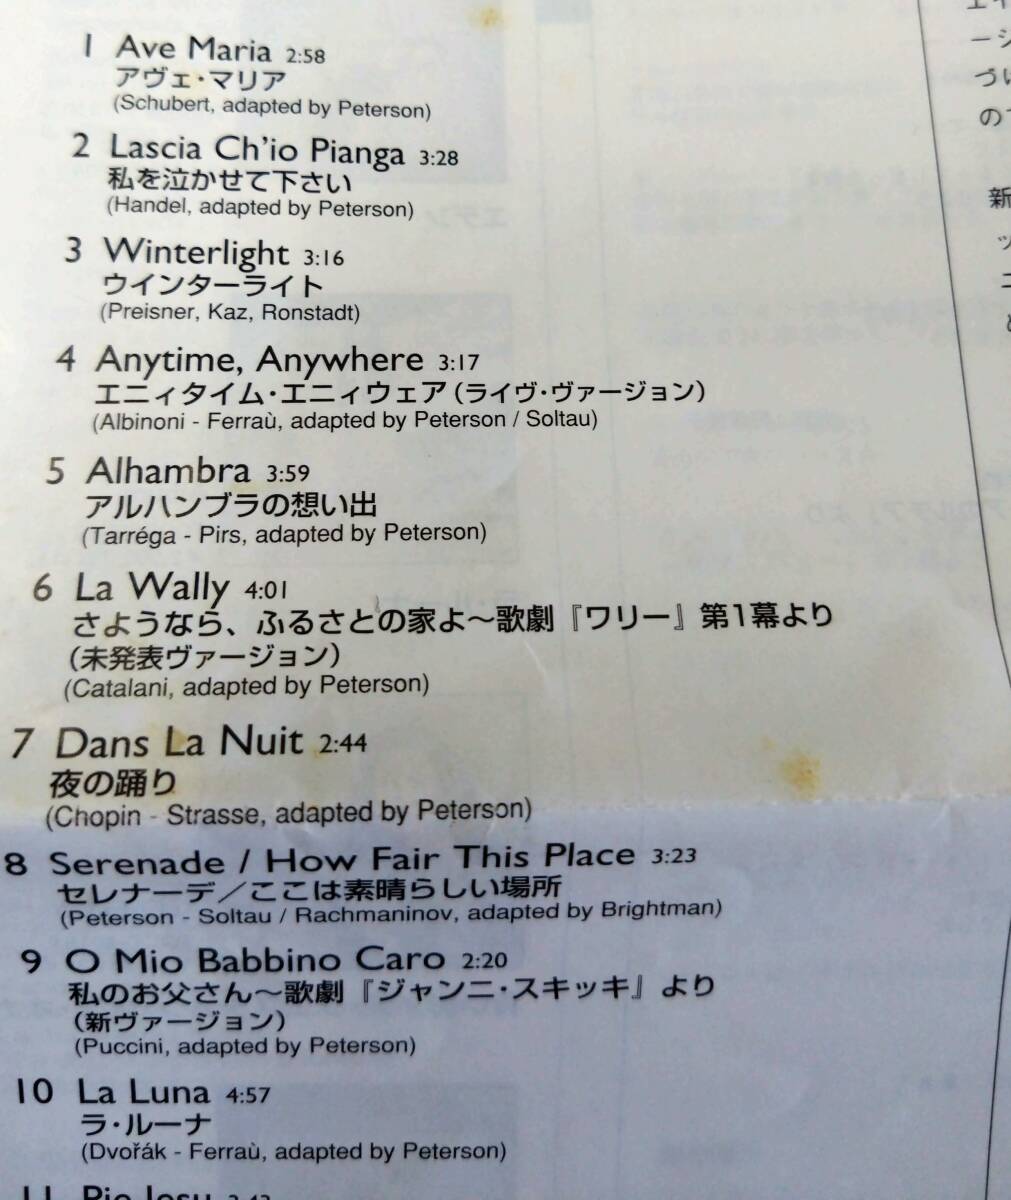 1 Ave Maria 2:58
アヴェ・マリア
(Schubert, adapted by Peterson)
2 Lascia Ch'io Pianga 3:28
私を泣かせて下さい
(Handel, adapted by Peterson)
3 Winterlight 3:16
ウインターライト
(Preisner, Kaz, Ronstadt)
4 Anytime, Anywhere 3:17
エニィタイム・エニィウェア(ライヴ・ヴァージョン)
(Albinoni - Ferraù, adapted by Peterson / Soltau)
5 Alhambra 3:59
アルハンブラの想い出
(Tarréga - Pirs, adapted by Peterson)
6 La Wally 4:01
さようなら、ふるさとの家よ〜歌劇『ワリー』第1幕より
(未発表ヴァージョン)
(Catalani, adapted by Peterson)
7 Dans La Nuit 2:44
夜の踊り
(Chopin - Strasse, adapted by Peterson)
8 Serenade / How Fair This Place 3:23
セレナーデ／ここは素晴らしい場所
(Peterson - Soltau / Rachmaninov, adapted by Brightman)
9 O Mio Babbino Caro 2:20
私のお父さん〜歌劇『ジャンニ・スキッキ』より
(新ヴァージョン)
(Puccini, adapted by Peterson)
10 La Luna 4:57
ラ・ルーナ
(Dvořák - Ferraù, adapted by Peterson)
11 Pie Jesu
ージ
づい
の
新
ッ
エ